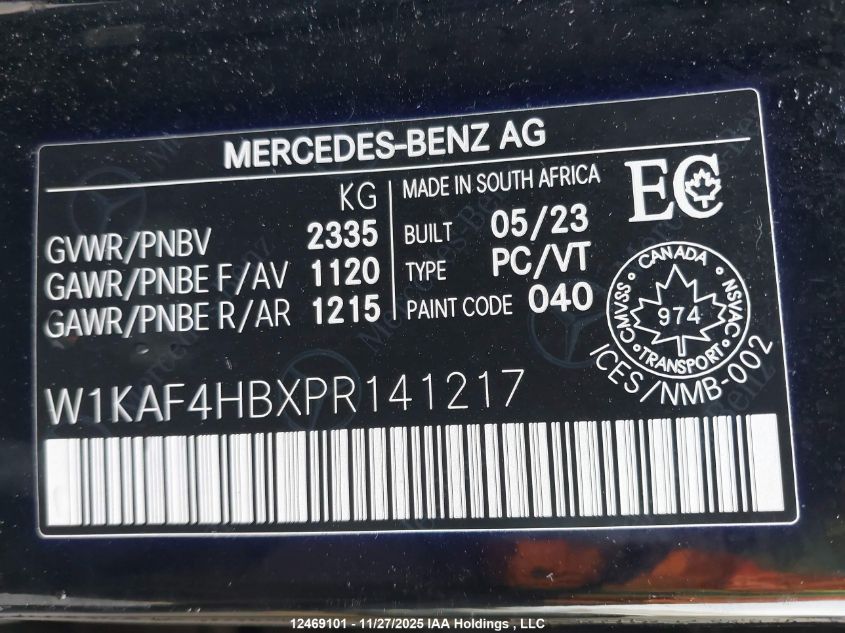 MERCEDES-BENZ AG
KG
GVWR/PNBV 2335
GAWR/PNBE F/AV 1120
GAWR/PNBE R/AR 1215
MADE IN SOUTH AFRICA
BUILT 05/23
TYPE PC/VT
PAINT CODE 040
EC
CANADA
CMVSS 974 NSVAC
TRANSPORT
ICES/NMB-002
W1KAF4HBXPR141217
12469101 - 11/27/2025 IAA Holdings , LLC